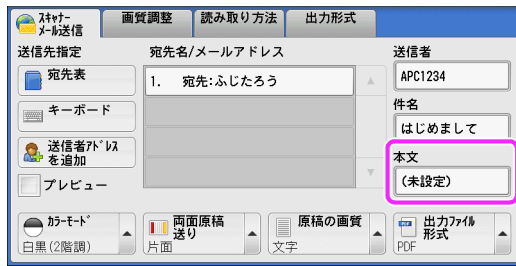 スキャナー
メール送信
画質調整
読み取り方法
出力形式
送信先指定
宛先名/メールアドレス
送信者
宛先表
1. 宛先:ふじたろう
APC1234
キーボード
件名
はじめまして
送信者アドレス
を追加
本文
プレビュー
(未設定)
カラーモード
白黒(2階調)
両面原稿
送り
片面
原稿の画質
文字
出力ファイル
形式
PDF